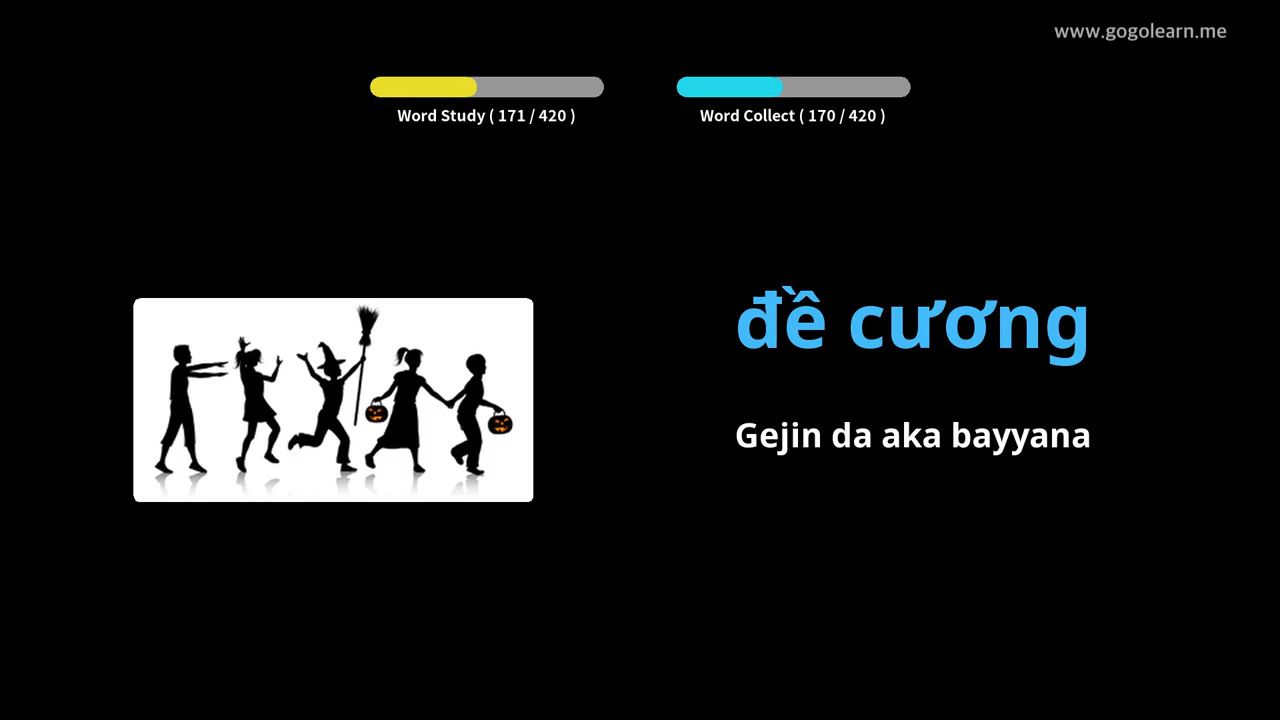 www.gogolearn.me
Word Study ( 171 / 420 )
Word Collect ( 170 / 420 )
đề cương
Gejin da aka bayyana